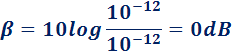 β = 10log 10⁻¹²/10⁻¹² = 0dB